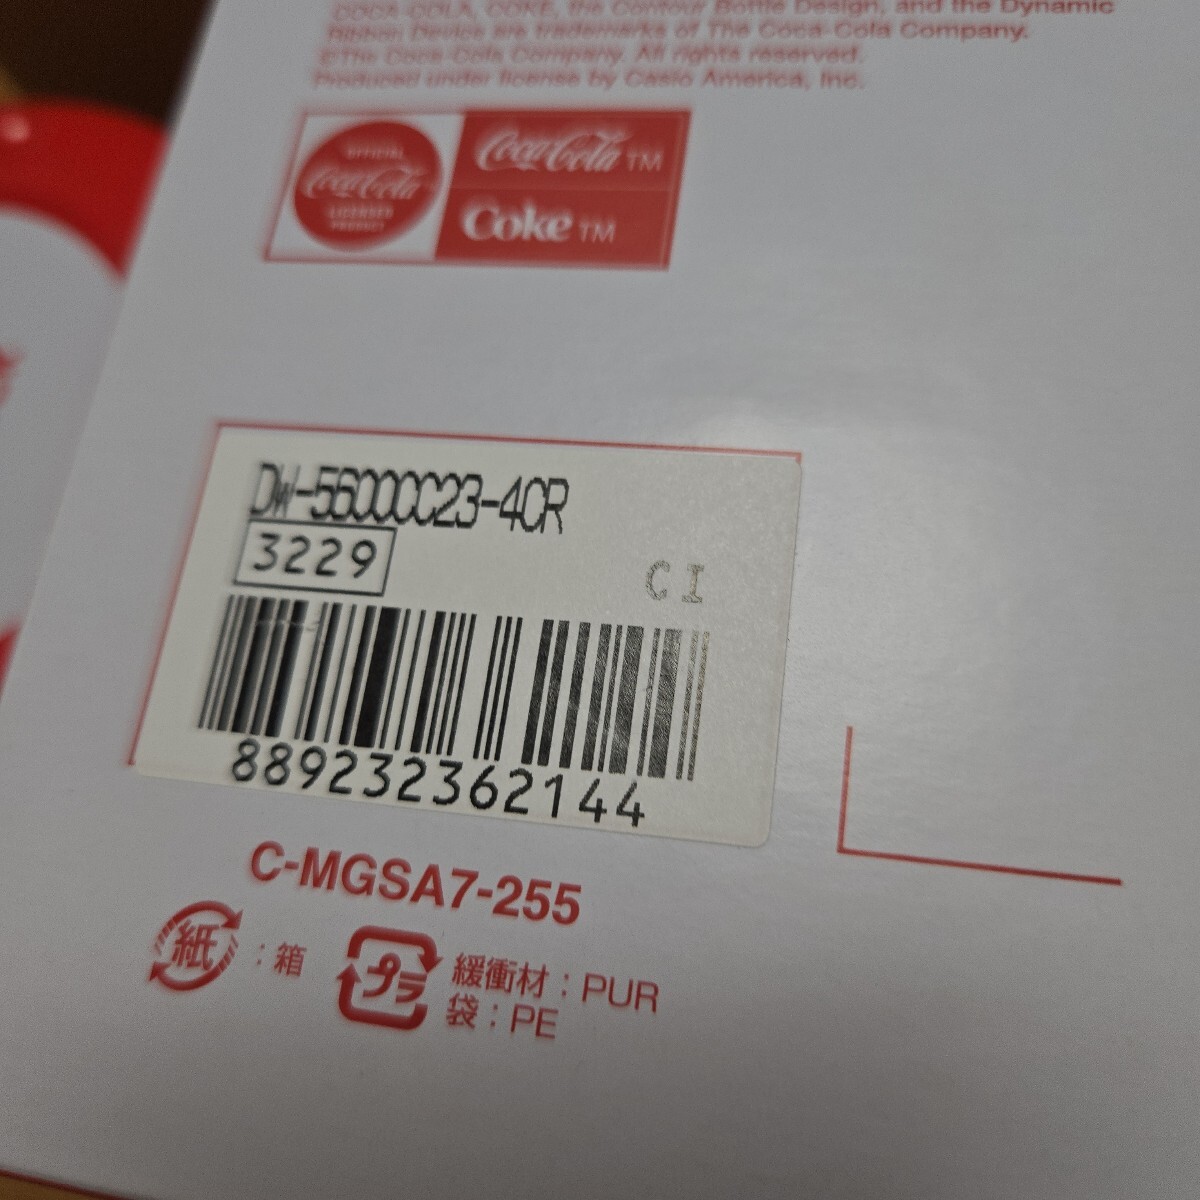 COCA-COLA, COKE, the Contour Bottle Design, and the Dynamic
Ribbon Device are trademarks of The Coca-Cola Company.
©The Coca-Cola Company. All rights reserved.
Produced under license by Casio America, Inc.
OFFICIAL
Coca-Cola
LICENSED
PRODUCT
Coca-Cola TM
Coke TM
DW-5600CC23-4CR
3229
CI
889232362144
C-MGSA7-255
紙 : 箱
プラ 緩衝材 : PUR
袋 : PE